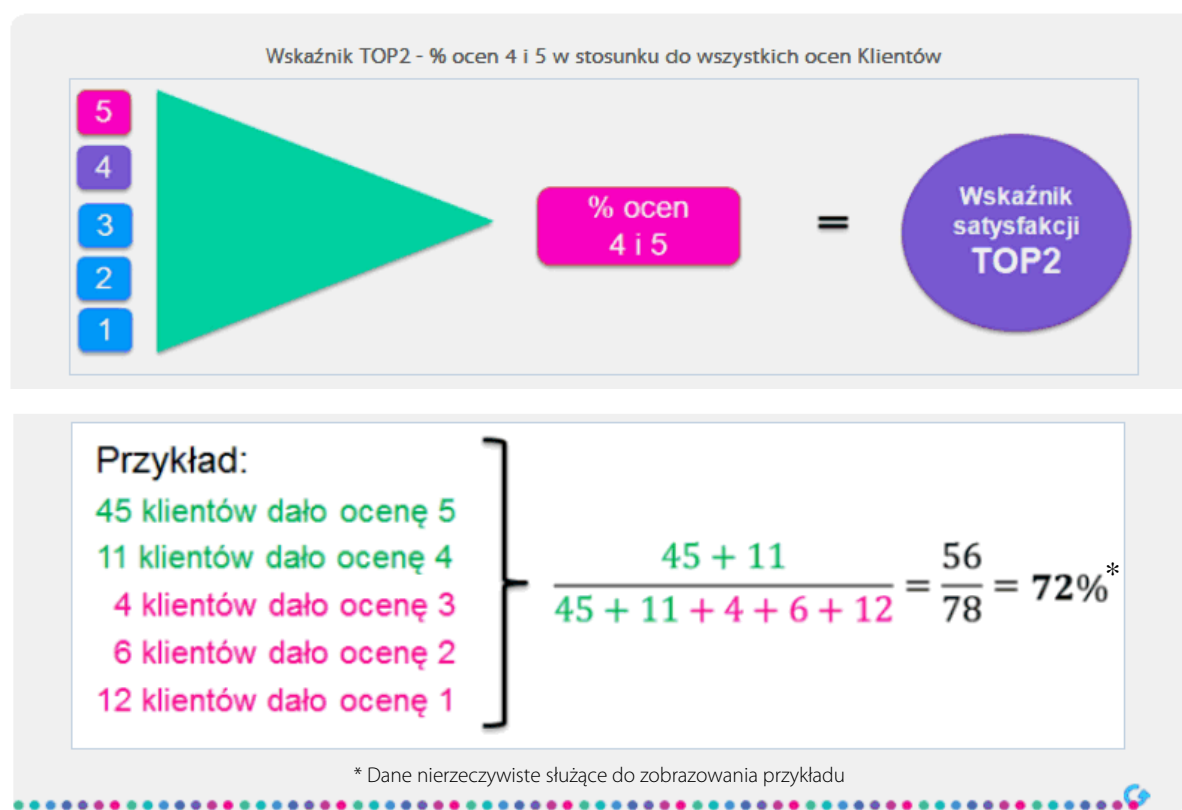 Wskaźnik TOP2 - % ocen 4 i 5 w stosunku do wszystkich ocen Klientów
5
4
3
2
1
% ocen
4 i 5
=
Wskaźnik
satysfakcji
TOP2
Przykład:
45 klientów dało ocenę 5
11 klientów dało ocenę 4
4 klientów dało ocenę 3
6 klientów dało ocenę 2
12 klientów dało ocenę 1
45 + 11
45 + 11 + 4 + 6 + 12
=
56
78
= 72%*
* Dane nierzeczywiste służące do zobrazowania przykładu